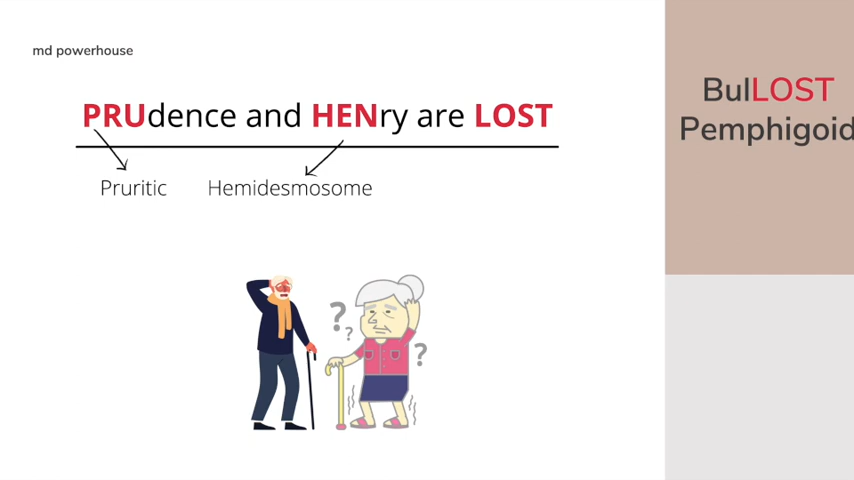 md powerhouse
PRUdence and HENry are LOST
Pruritic Hemidesmosome
? ? ?
BulLOST
Pemphigoid